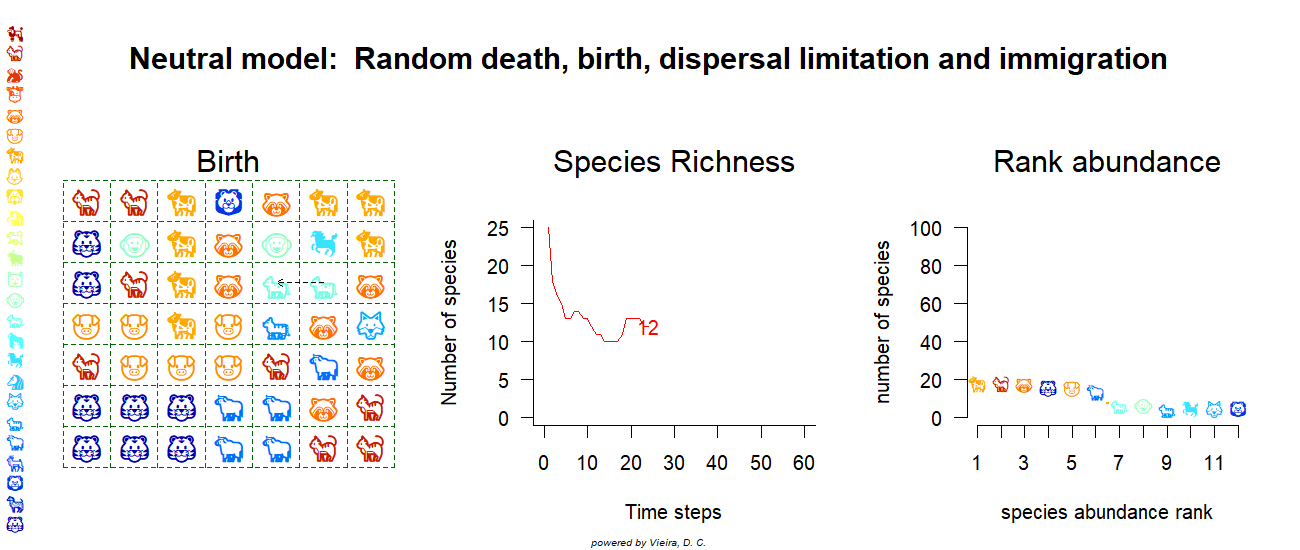 Neutral model:  Random death, birth, dispersal limitation and immigration
Birth
Species Richness
Number of species
25
20
15
10
5
0
12
0 10 20 30 40 50 60
Time steps
Rank abundance
number of species
100
80
60
40
20
0
1 3 5 7 9 11
species abundance rank
powered by Vieira, D. C.